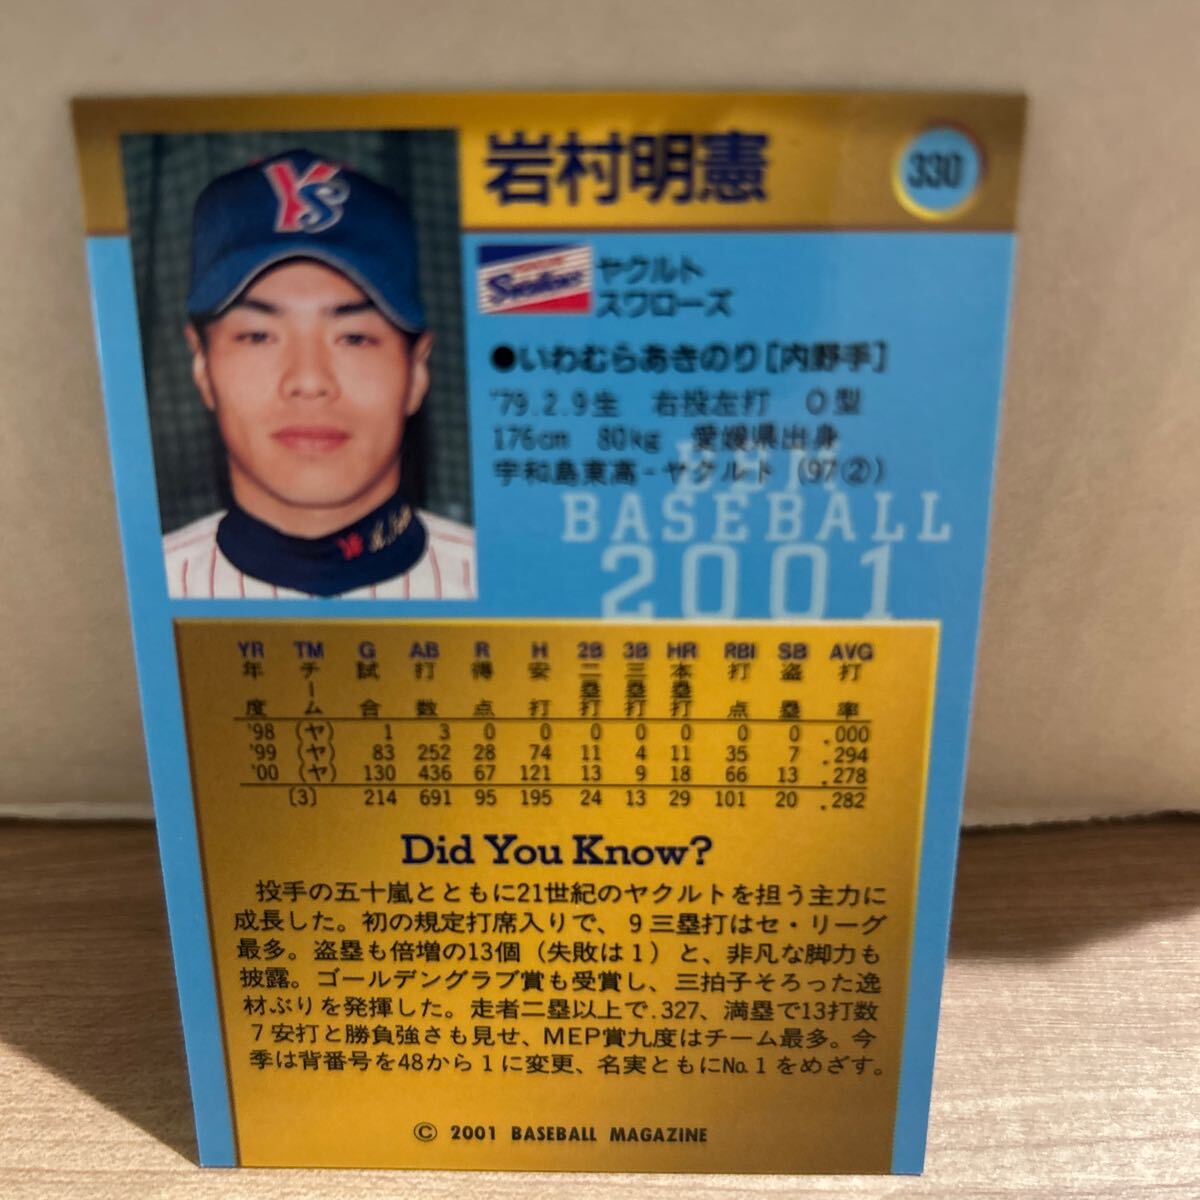 岩村明憲
330
Ys
Swallows
ヤクルト
スワローズ
●いわむらあきのり［内野手］
'79.2.9生 右投左打 O型
176cm 80kg 愛媛県出身
宇和島東高-ヤクルト（97②）
BBM
BASEBALL
2001
YR TM G AB R H 2B 3B HR RBI SB AVG
年度 チーム 試合 打数 得点 安打 二塁打 三塁打 本塁打 打点 盗塁 打率
'98 (ヤ) 1 3 0 0 0 0 0 0 0 .000
'99 (ヤ) 83 252 28 74 11 4 11 35 7 .294
'00 (ヤ) 130 436 67 121 13 9 18 66 13 .278
〔3〕 214 691 95 195 24 13 29 101 20 .282
Did You Know?
投手の五十嵐とともに21世紀のヤクルトを担う主力に
成長した。初の規定打席入りで、9三塁打はセ・リーグ
最多。盗塁も倍増の13個（失敗は1）と、非凡な脚力も
披露。ゴールデングラブ賞も受賞し、三拍子そろった逸
材ぶりを発揮した。走者二塁以上で.327、満塁で13打数
7安打と勝負強さも見せ、MEP賞九度はチーム最多。今
季は背番号を48から1に変更、名実ともにNo.1をめざす。
© 2001 BASEBALL MAGAZINE